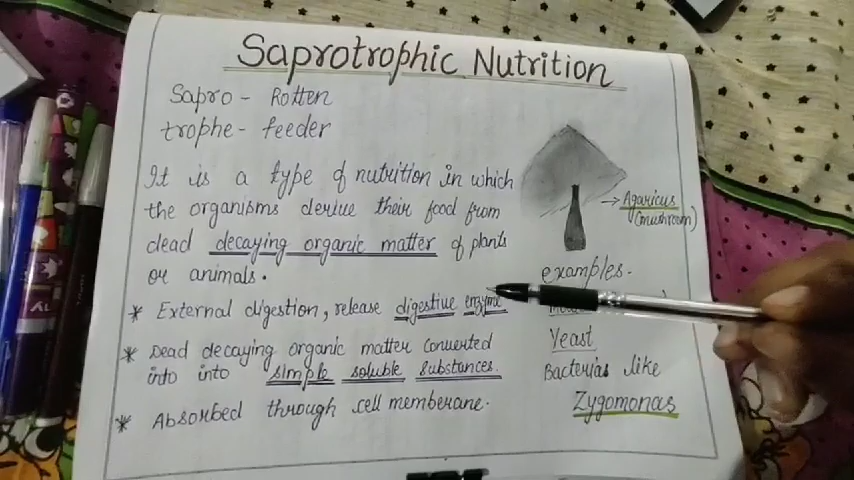 Saprotrophic Nutrition
Sapro - Rotten
trophe - feeder
It is a type of nutrition in which
the organisms derive their food from
dead decaying organic matter of plants
or animals.
* External digestion, release digestive enzyme
* Dead decaying organic matter converted
into into simple soluble substances.
* Absorbed through cell memberane.
→ Agaricus
(mushroom)
examples.
Yeast
Bacterias like
Zygomonas